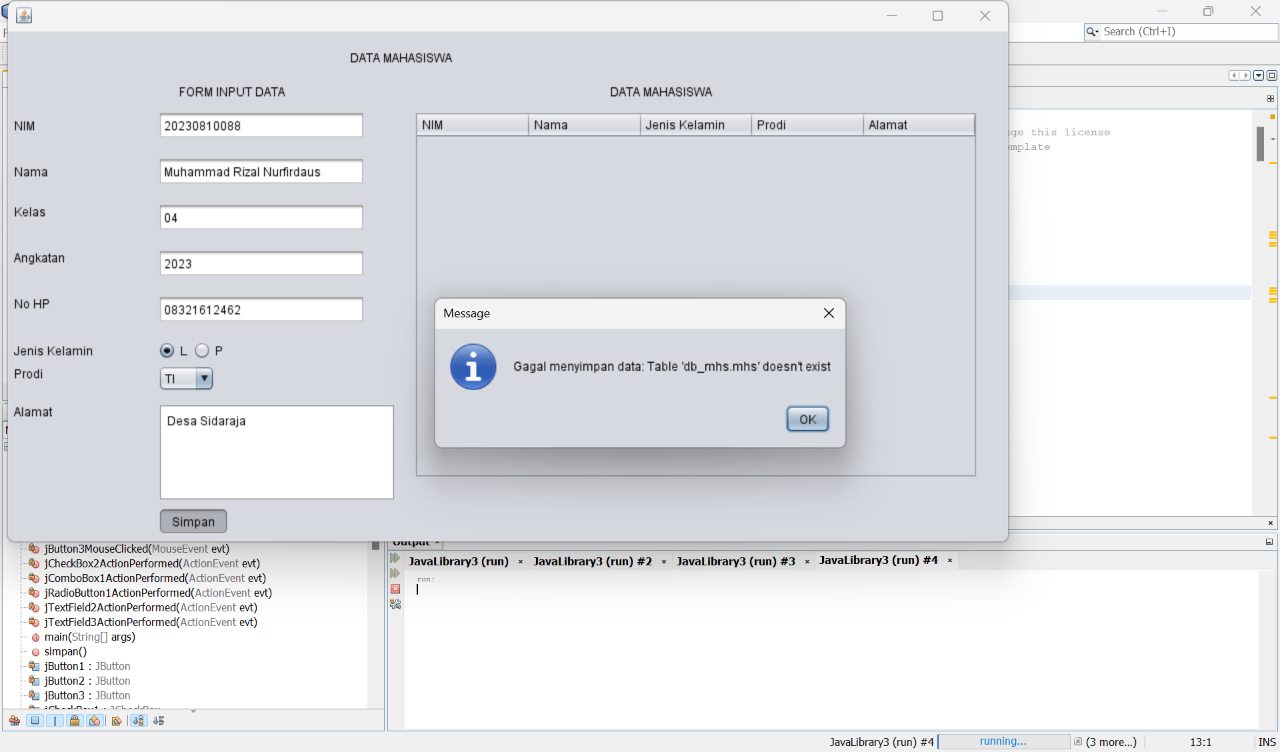 Search (Ctrl+I)
DATA MAHASISWA
FORM INPUT DATA
DATA MAHASISWA
NIM
20230810088
Nama
Muhammad Rizal Nurfirdaus
Kelas
04
Angkatan
2023
No HP
08321612462
Jenis Kelamin
L
P
Prodi
TI
Alamat
Desa Sidaraja
Simpan
NIM Nama Jenis Kelamin Prodi Alamat
this license
Message
Gagal menyimpan data: Table 'db_mhs.mhs' doesn't exist
OK
jButton3MouseClicked(MouseEvent evt)
jCheckBox2ActionPerformed(ActionEvent evt)
jComboBox1ActionPerformed(ActionEvent evt)
jRadioButton1ActionPerformed(ActionEvent evt)
jTextField2ActionPerformed(ActionEvent evt)
jTextField3ActionPerformed(ActionEvent evt)
main(String[] args)
simpan()
jButton1 : JButton
jButton2 : JButton
jButton3 : JButton
jCheckBox1 : JCheckBox
Output
JavaLibrary3 (run) × JavaLibrary3 (run) #2 × JavaLibrary3 (run) #3 × JavaLibrary3 (run) #4 ×
run:
JavaLibrary3 (run) #4 running... (3 more...) 13:1 INS